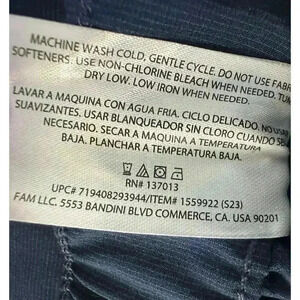 MACHINE WASH COLD, GENTLE CYCLE. DO NOT USE FABR
SOFTENERS. USE NON-CHLORINE BLEACH WHEN NEEDED. TUM
DRY LOW. LOW IRON WHEN NEEDED.
LAVAR A MAQUINA CON AGUA FRIA. CICLO DELICADO. NO USAR
SUAVIZANTES. USAR BLANQUEADOR SIN CLORO CUANDO SEA
NECESARIO. SECAR A MAQUINA A TEMPERATURA
BAJA. PLANCHAR A TEMPERATURA BAJA.
RN# 137013
UPC# 719408293944/ITEM# 1559922 (S23)
FAM LLC. 5553 BANDINI BLVD COMMERCE, CA. USA 90201